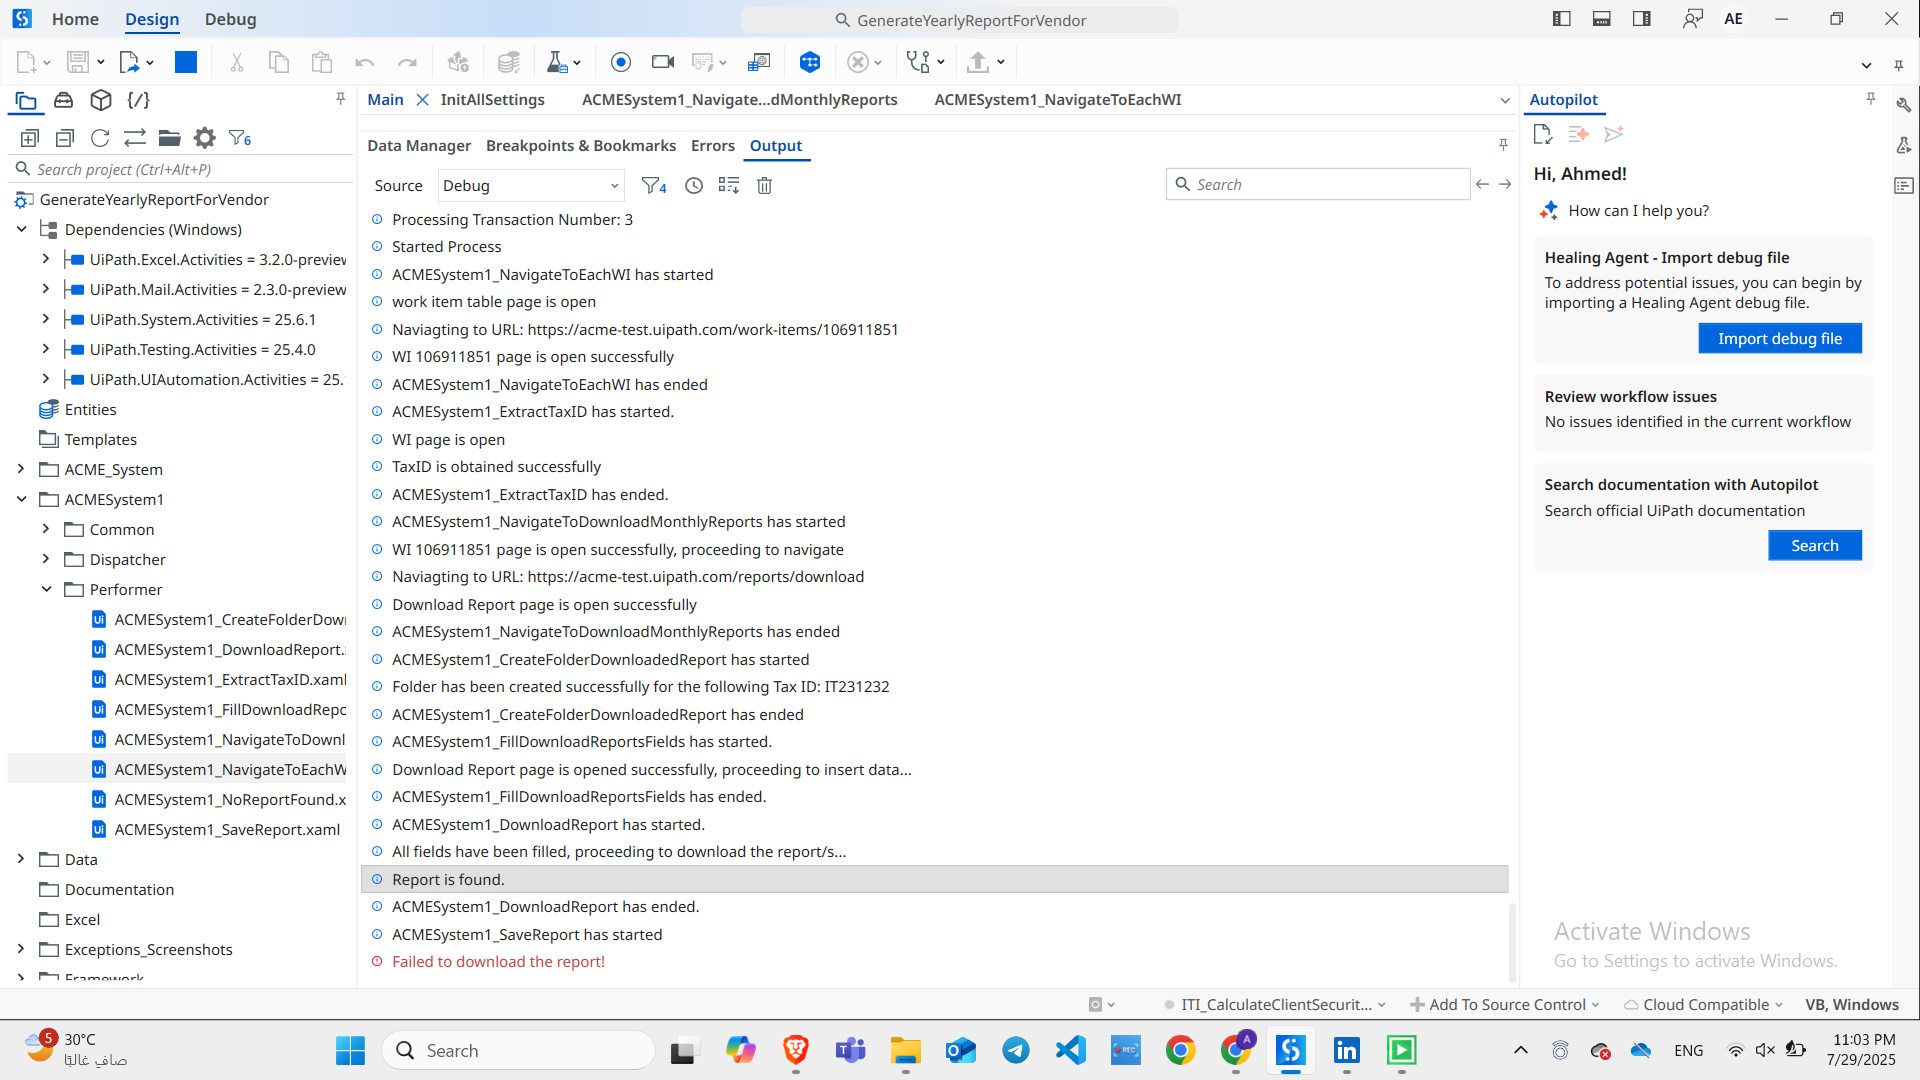 Home Design Debug
GenerateYearlyReportForVendor
AE
Main InitAllSettings ACMESystem1_Navigate...dMonthlyReports ACMESystem1_NavigateToEachWI
6
Search project (Ctrl+Alt+P)
GenerateYearlyReportForVendor
Dependencies (Windows)
UiPath.Excel.Activities = 3.2.0-preview
UiPath.Mail.Activities = 2.3.0-preview
UiPath.System.Activities = 25.6.1
UiPath.Testing.Activities = 25.4.0
UiPath.UIAutomation.Activities = 25.
Entities
Templates
ACME_System
ACMESystem1
Common
Dispatcher
Performer
ACMESystem1_CreateFolderDown
ACMESystem1_DownloadReport.
ACMESystem1_ExtractTaxID.xaml
ACMESystem1_FillDownloadRepo
ACMESystem1_NavigateToDownl
ACMESystem1_NavigateToEachW
ACMESystem1_NoReportFound.x
ACMESystem1_SaveReport.xaml
Data
Documentation
Excel
Exceptions_Screenshots
Framework
Data Manager Breakpoints & Bookmarks Errors Output
Source Debug 4 Search
Processing Transaction Number: 3
Started Process
ACMESystem1_NavigateToEachWI has started
work item table page is open
Naviagting to URL: https://acme-test.uipath.com/work-items/106911851
WI 106911851 page is open successfully
ACMESystem1_NavigateToEachWI has ended
ACMESystem1_ExtractTaxID has started.
WI page is open
TaxID is obtained successfully
ACMESystem1_ExtractTaxID has ended.
ACMESystem1_NavigateToDownloadMonthlyReports has started
WI 106911851 page is open successfully, proceeding to navigate
Naviagting to URL: https://acme-test.uipath.com/reports/download
Download Report page is open successfully
ACMESystem1_NavigateToDownloadMonthlyReports has ended
ACMESystem1_CreateFolderDownloadedReport has started
Folder has been created successfully for the following Tax ID: IT231232
ACMESystem1_CreateFolderDownloadedReport has ended
ACMESystem1_FillDownloadReportsFields has started.
Download Report page is opened successfully, proceeding to insert data...
ACMESystem1_FillDownloadReportsFields has ended.
ACMESystem1_DownloadReport has started.
All fields have been filled, proceeding to download the report/s...
Report is found.
ACMESystem1_DownloadReport has ended.
ACMESystem1_SaveReport has started
Failed to download the report!
Autopilot
Hi, Ahmed!
How can I help you?
Healing Agent - Import debug file
To address potential issues, you can begin by
importing a Healing Agent debug file.
Import debug file
Review workflow issues
No issues identified in the current workflow
Search documentation with Autopilot
Search official UiPath documentation
Search
Activate Windows
Go to Settings to activate Windows.
ITI_CalculateClientSecurit... Add To Source Control Cloud Compatible VB, Windows
5 30°C
صافٍ غالبًا
Search
REC
A
ENG
11:03 PM
7/29/2025